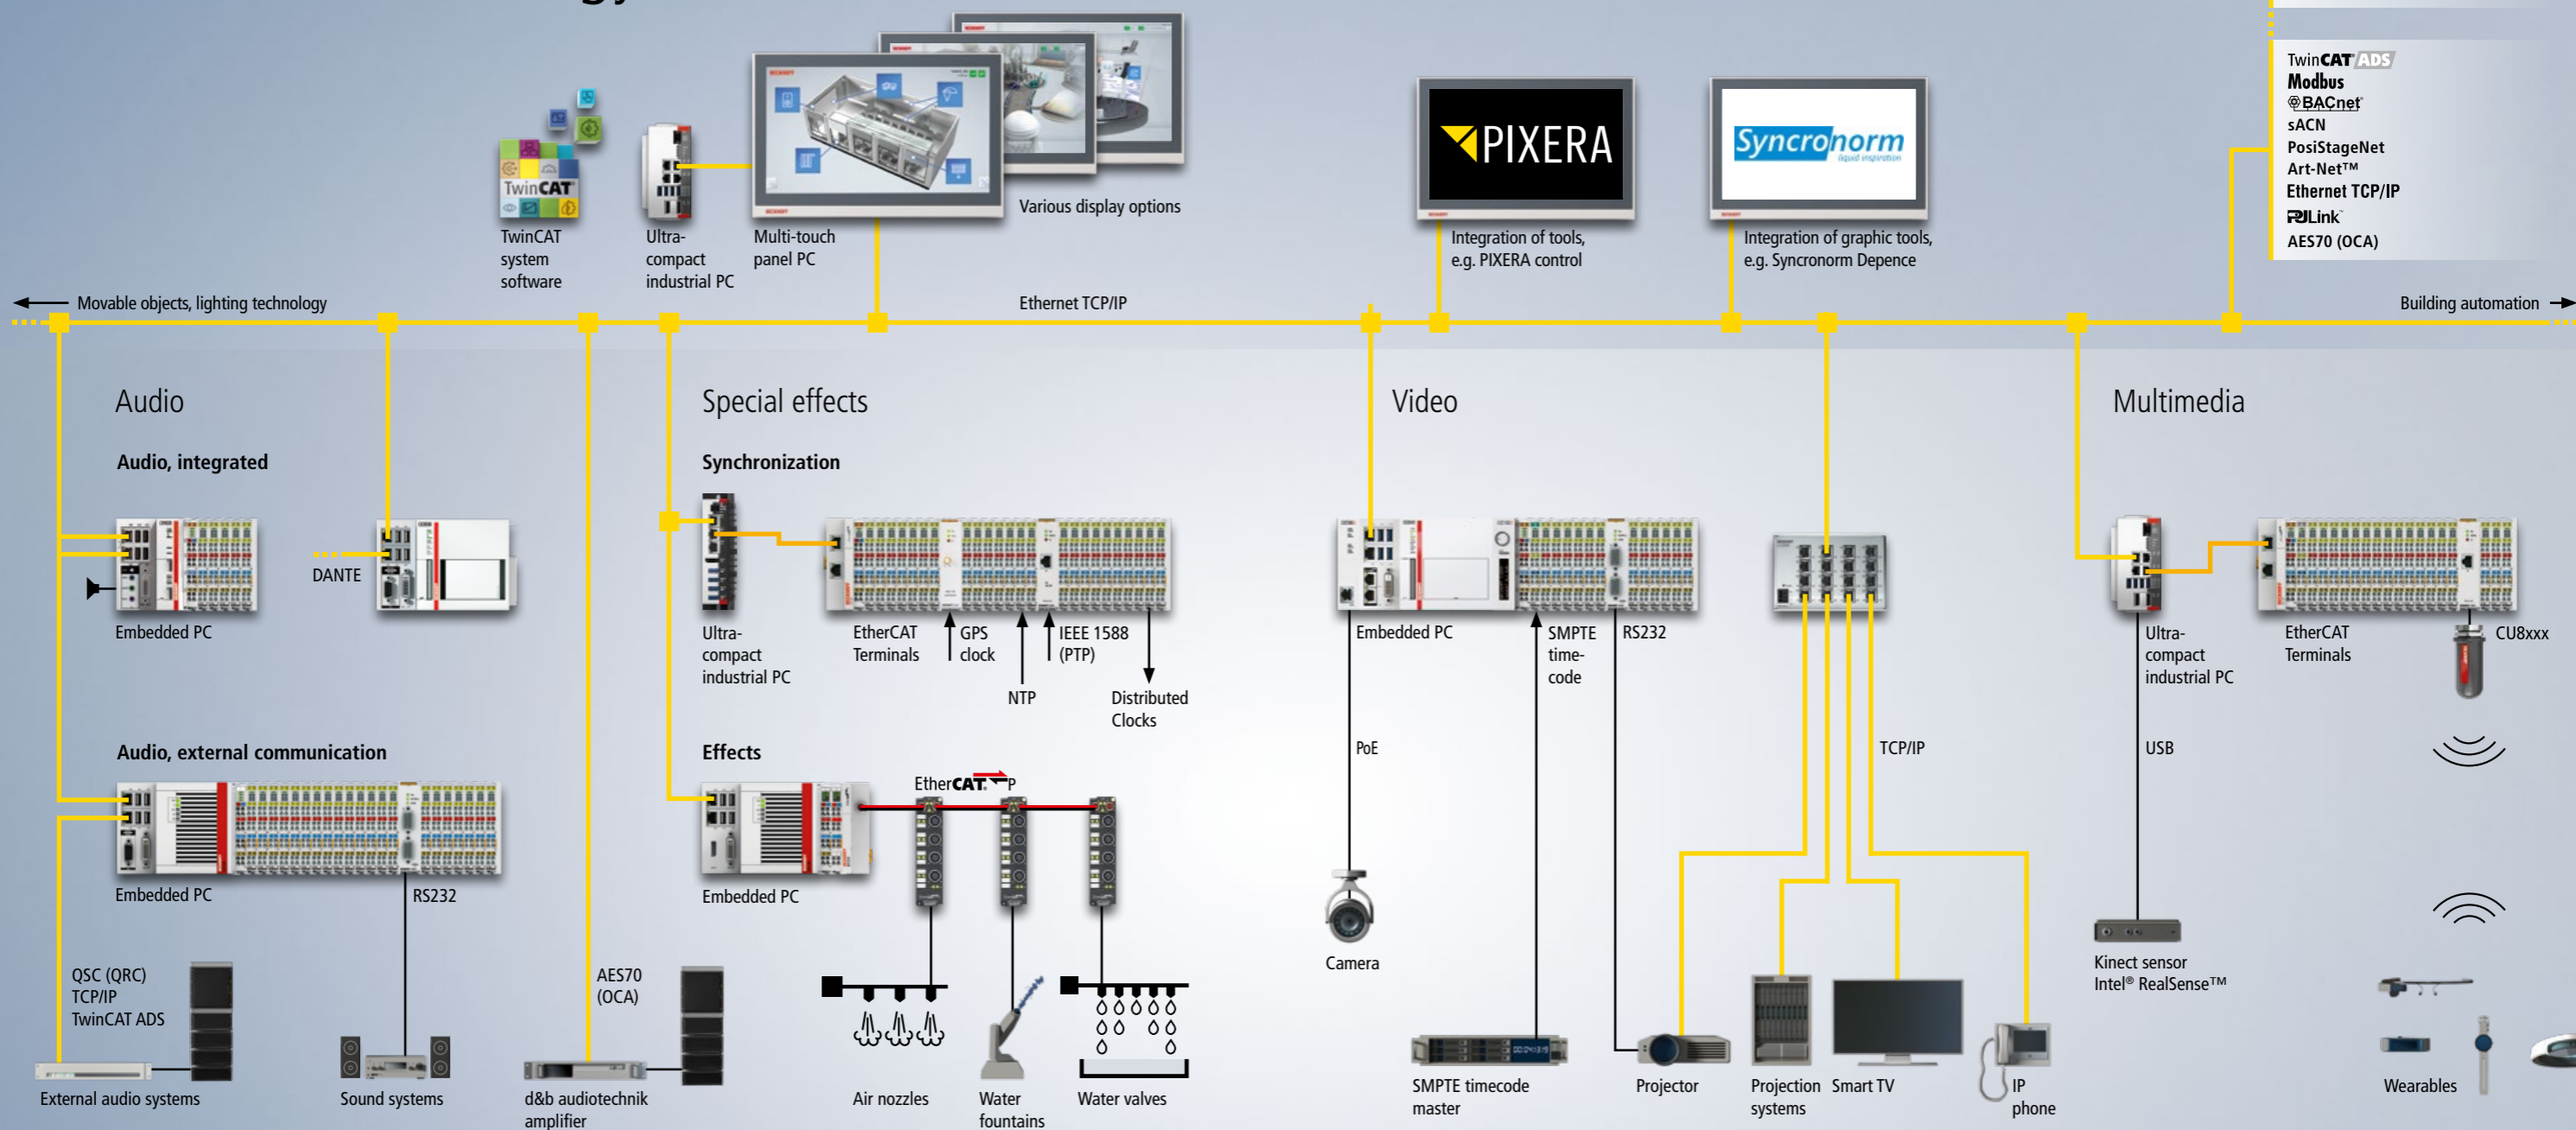 TwinCAT
TwinCAT
system
software
Ultra-
compact
industrial PC
BECKHOFF
Multi-touch
panel PC
Various display options
PIXERA
Integration of tools,
e.g. PIXERA control
Syncronorm
liquid inspiration
Integration of graphic tools,
e.g. Syncronorm Depence
TwinCAT ADS
Modbus
BACnet
sACN
PosiStageNet
Art-Net™
Ethernet TCP/IP
PJLink™
AES70 (OCA)
Movable objects, lighting technology
Ethernet TCP/IP
Building automation
Audio
Audio, integrated
Embedded PC
DANTE
Audio, external communication
Embedded PC
RS232
QSC (QRC)
TCP/IP
TwinCAT ADS
External audio systems
Sound systems
AES70
(OCA)
d&b audiotechnik
amplifier
Special effects
Synchronization
Ultra-
compact
industrial PC
EtherCAT
Terminals
GPS
clock
NTP
IEEE 1588
(PTP)
Distributed
Clocks
Effects
EtherCAT P
Embedded PC
Air nozzles
Water
fountains
Water valves
Video
Embedded PC
SMPTE
time-
code
RS232
PoE
TCP/IP
Camera
SMPTE timecode
master
Projector
Projection
systems
Smart TV
IP
phone
Multimedia
Ultra-
compact
industrial PC
EtherCAT
Terminals
CU8xxx
USB
Kinect sensor
Intel® RealSense™
Wearables